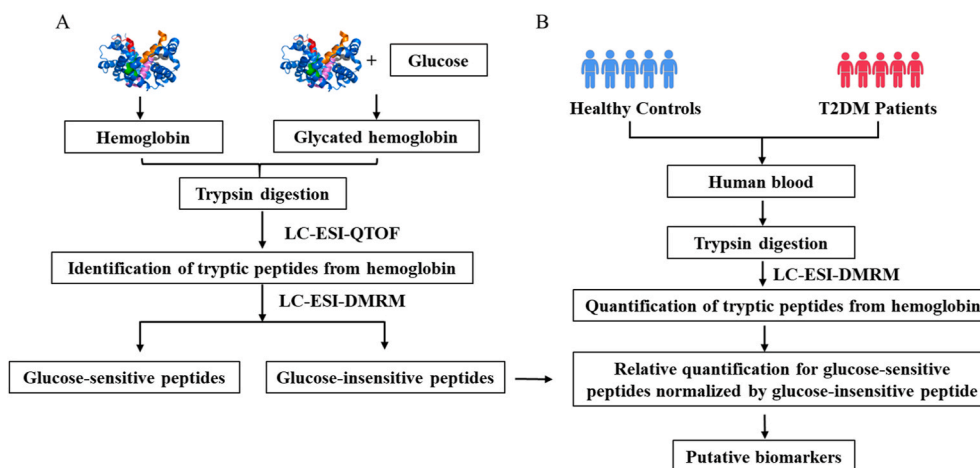 A
+
Glucose
Hemoglobin
Glycated hemoglobin
Trypsin digestion
LC-ESI-QTOF
Identification of tryptic peptides from hemoglobin
LC-ESI-DMRM
Glucose-sensitive peptides
Glucose-insensitive peptides
B
Healthy Controls
T2DM Patients
Human blood
Trypsin digestion
LC-ESI-DMRM
Quantification of tryptic peptides from hemoglobin
Relative quantification for glucose-sensitive
peptides normalized by glucose-insensitive peptide
Putative biomarkers